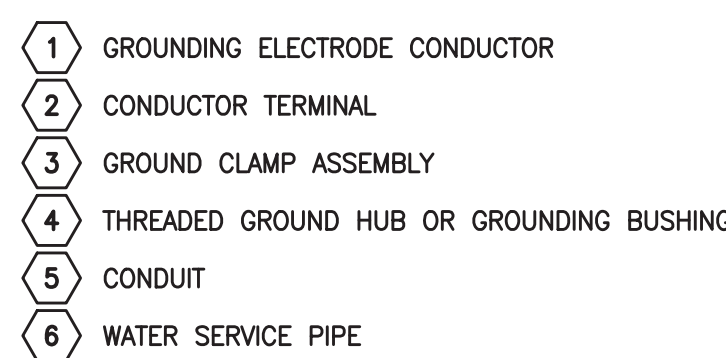 1 GROUNDING ELECTRODE CONDUCTOR
2 CONDUCTOR TERMINAL
3 GROUND CLAMP ASSEMBLY
4 THREADED GROUND HUB OR GROUNDING BUSHING
5 CONDUIT
6 WATER SERVICE PIPE